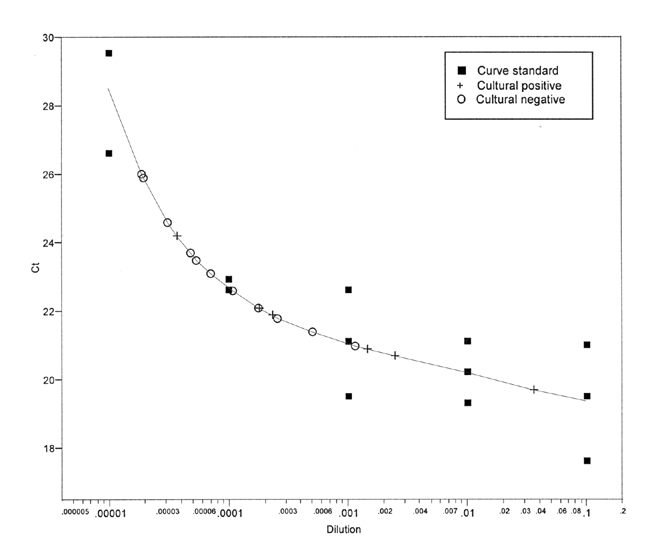 30
28
26
24
22
20
18
Ct
Curve standard
Cultural positive
Cultural negative
.000005 .00001 .00003 .00006 .0001 .0003 .0006 .001 .002 .004 .007 .01 .02 .03 .04 .06 .08 .1 .2
Dilution